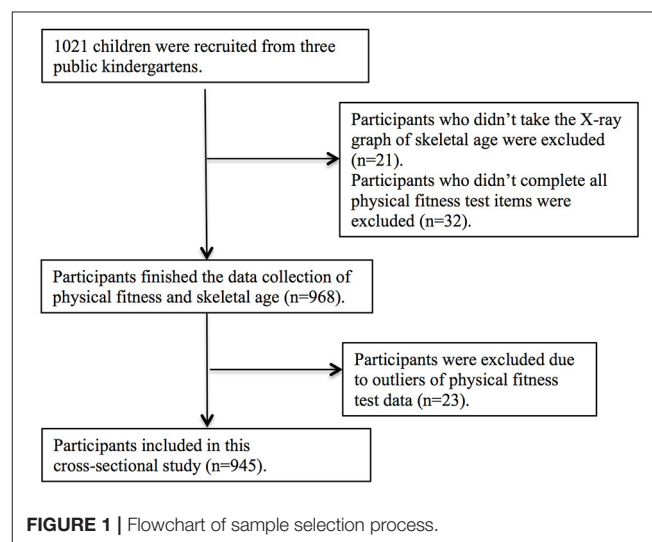 1021 children were recruited from three
public kindergartens.
Participants who didn’t take the X-ray
graph of skeletal age were excluded
(n=21).
Participants who didn’t complete all
physical fitness test items were
excluded (n=32).
Participants finished the data collection of
physical fitness and skeletal age (n=968).
Participants were excluded due
to outliers of physical fitness
test data (n=23).
Participants included in this
cross-sectional study (n=945).
FIGURE 1 | Flowchart of sample selection process.